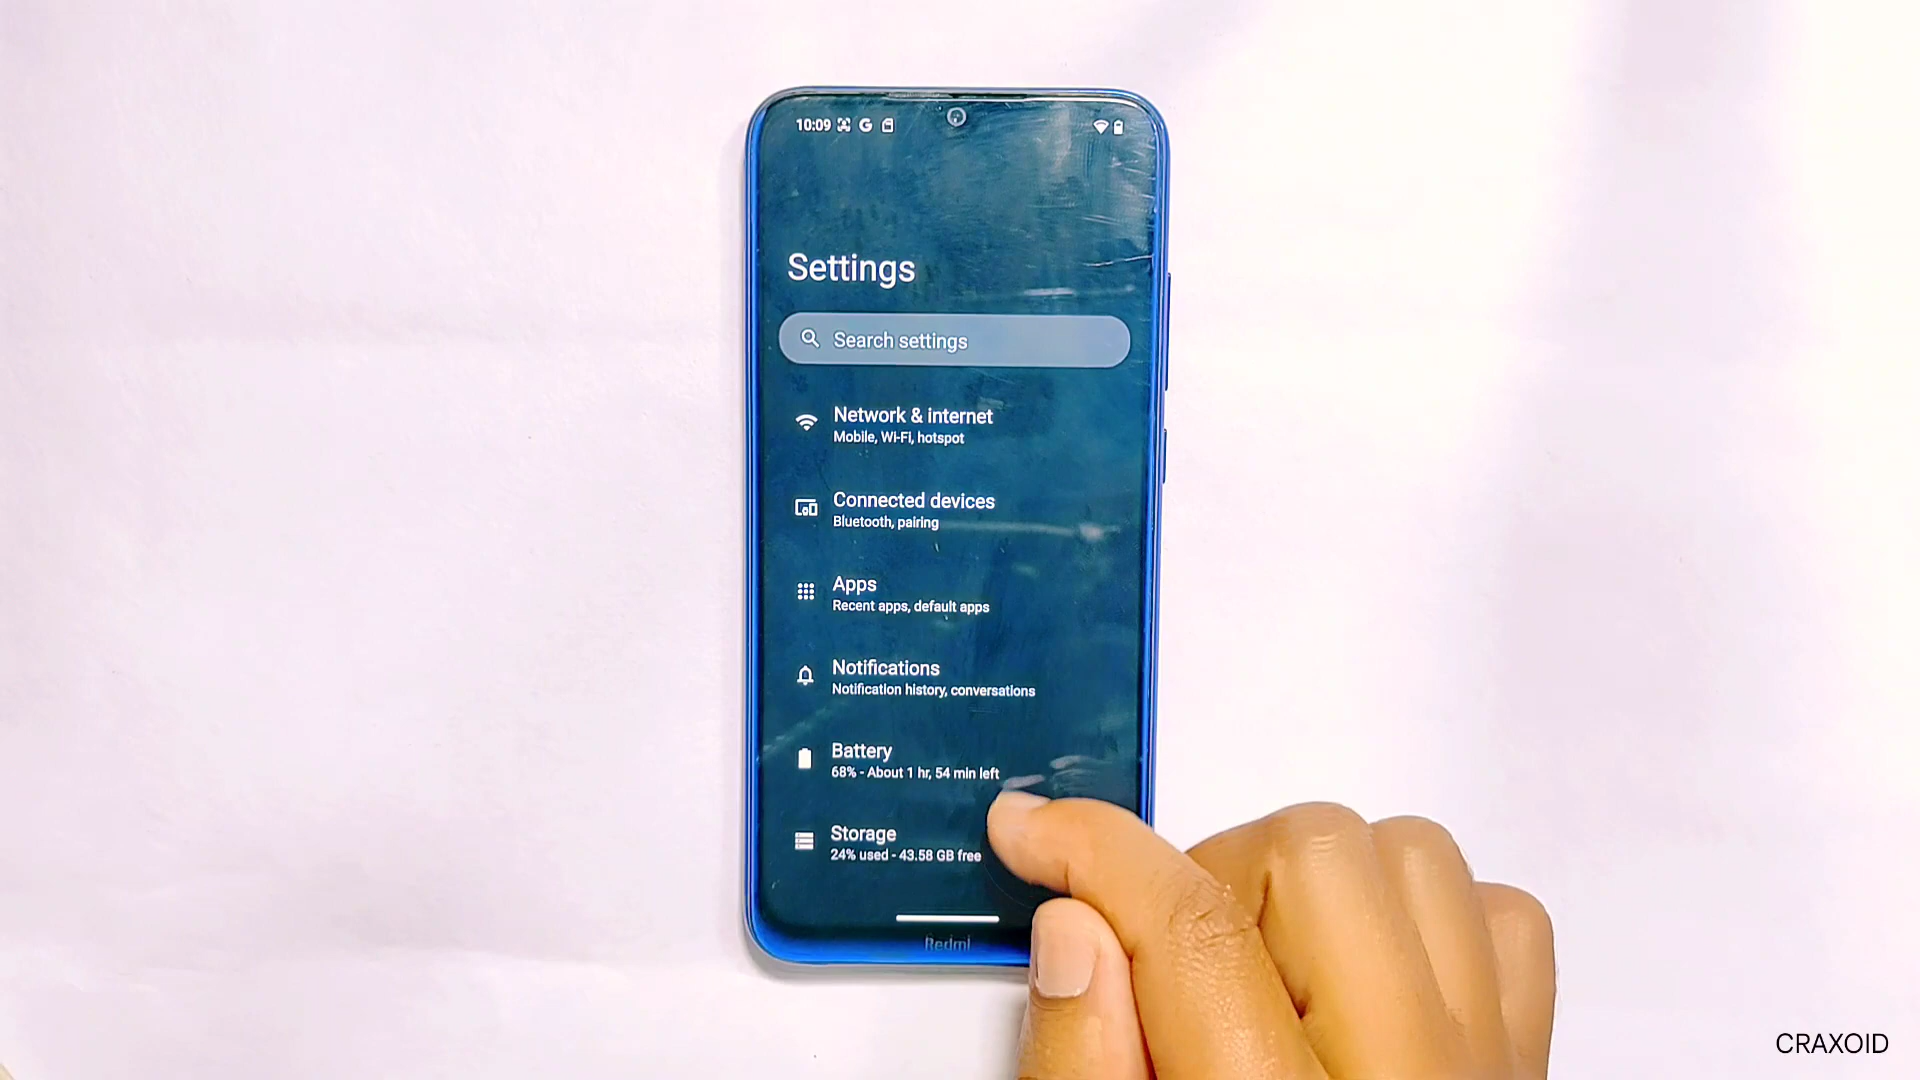 10:09
Settings
Search settings
Network & internet
Mobile, Wi-Fi, hotspot
Connected devices
Bluetooth, pairing
Apps
Recent apps, default apps
Notifications
Notification history, conversations
Battery
68% - About 1 hr, 54 min left
Storage
24% used - 43.58 GB free
Redmi
CRAXOID